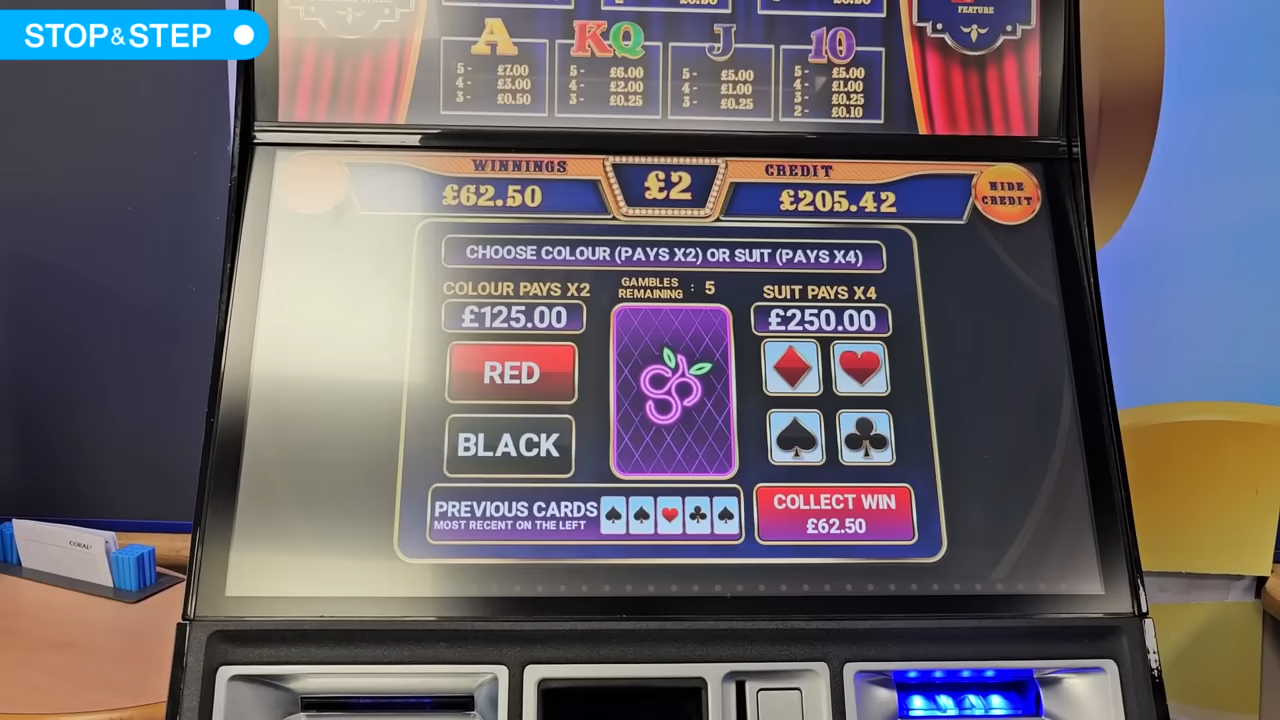 STOP&STEP
FEATURE
A
KQ
J
10
5- £7.00
4- £3.00
3- £0.50
5- £6.00
4- £2.00
3- £0.25
5- £5.00
4- £1.00
3- £0.25
5- £5.00
4- £1.00
3- £0.25
2- £0.10
WINNINGS
£62.50
£2
CREDIT
£205.42
HIDE
CREDIT
CHOOSE COLOUR (PAYS X2) OR SUIT (PAYS X4)
COLOUR PAYS X2
£125.00
GAMBLES
REMAINING : 5
SUIT PAYS X4
£250.00
RED
BLACK
PREVIOUS CARDS
MOST RECENT ON THE LEFT
COLLECT WIN
£62.50
CORAL